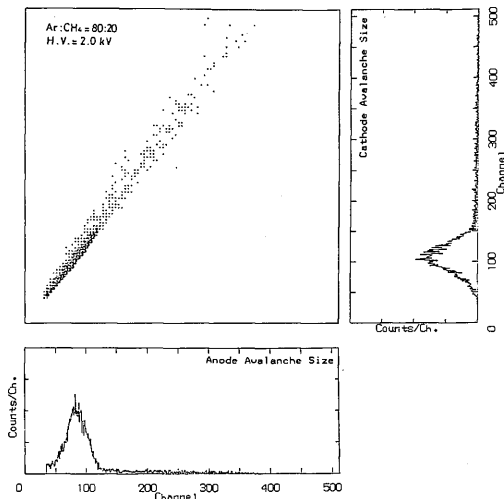 Ar:CH₄=80:20
H.V.=2.0 kV
Cathode Avalanche Size
0 100 200 300 400 500
Channel
Counts/Ch.
Anode Avalanche Size
Counts/Ch.
0 100 200 300 400 500
Channel